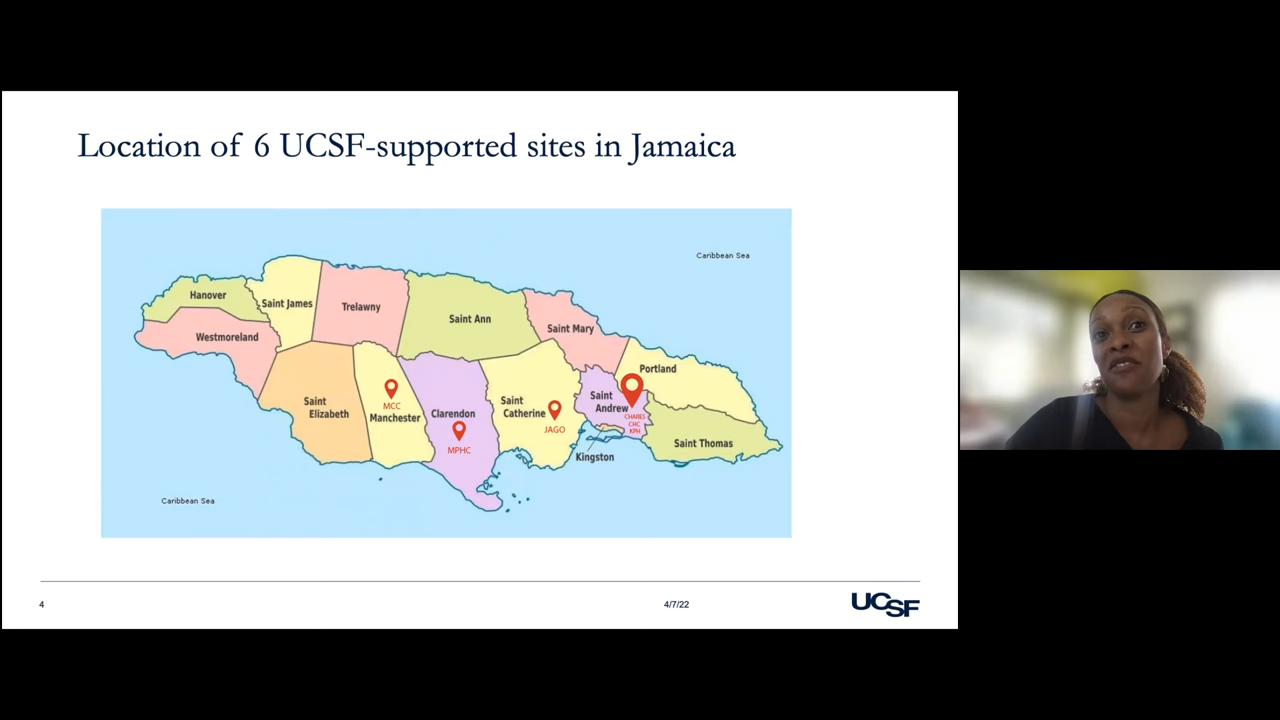 Location of 6 UCSF-supported sites in Jamaica
Caribbean Sea
Hanover
Saint James
Trelawny
Saint Ann
Saint Mary
Westmoreland
Portland
Saint
Elizabeth
MCC
Manchester
Clarendon
MPHC
Saint
Catherine
JAGO
Saint
Andrew
CHARES
CHC
KPH
Kingston
Saint Thomas
Caribbean Sea
4
4/7/22
UCSF